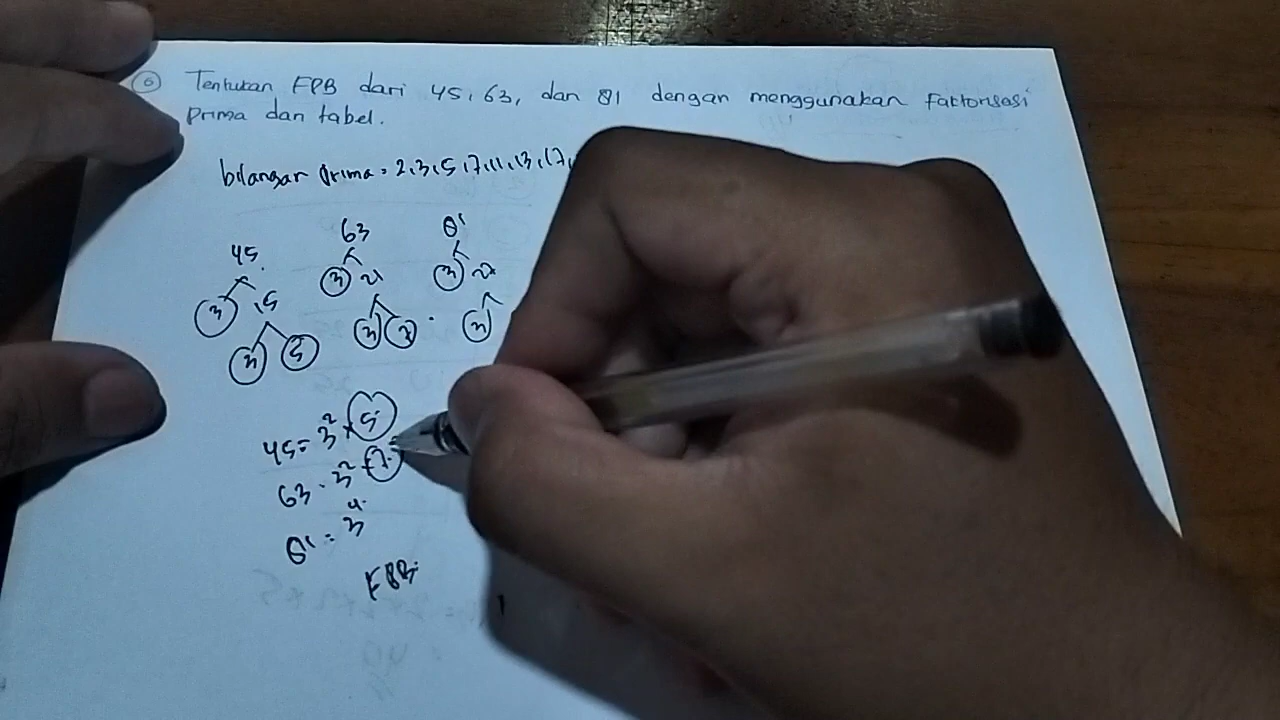 6 Tentukan FPB dari 45, 63, dan 81 dengan menggunakan faktorisasi
prima dan tabel.
bilangan prima = 2, 3, 5, 7, 11, 13, 17,
45 63 81
3 15 3 21 3 27
3 5 3 7 3
45 = 3² × 5
63 = 3² × 7
81 = 3⁴
FPB: